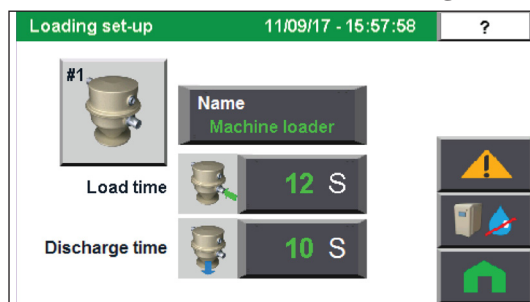 Loading set-up 11/09/17 - 15:57:58 ?
#1
Name
Machine loader
Load time 12 S
Discharge time 10 S